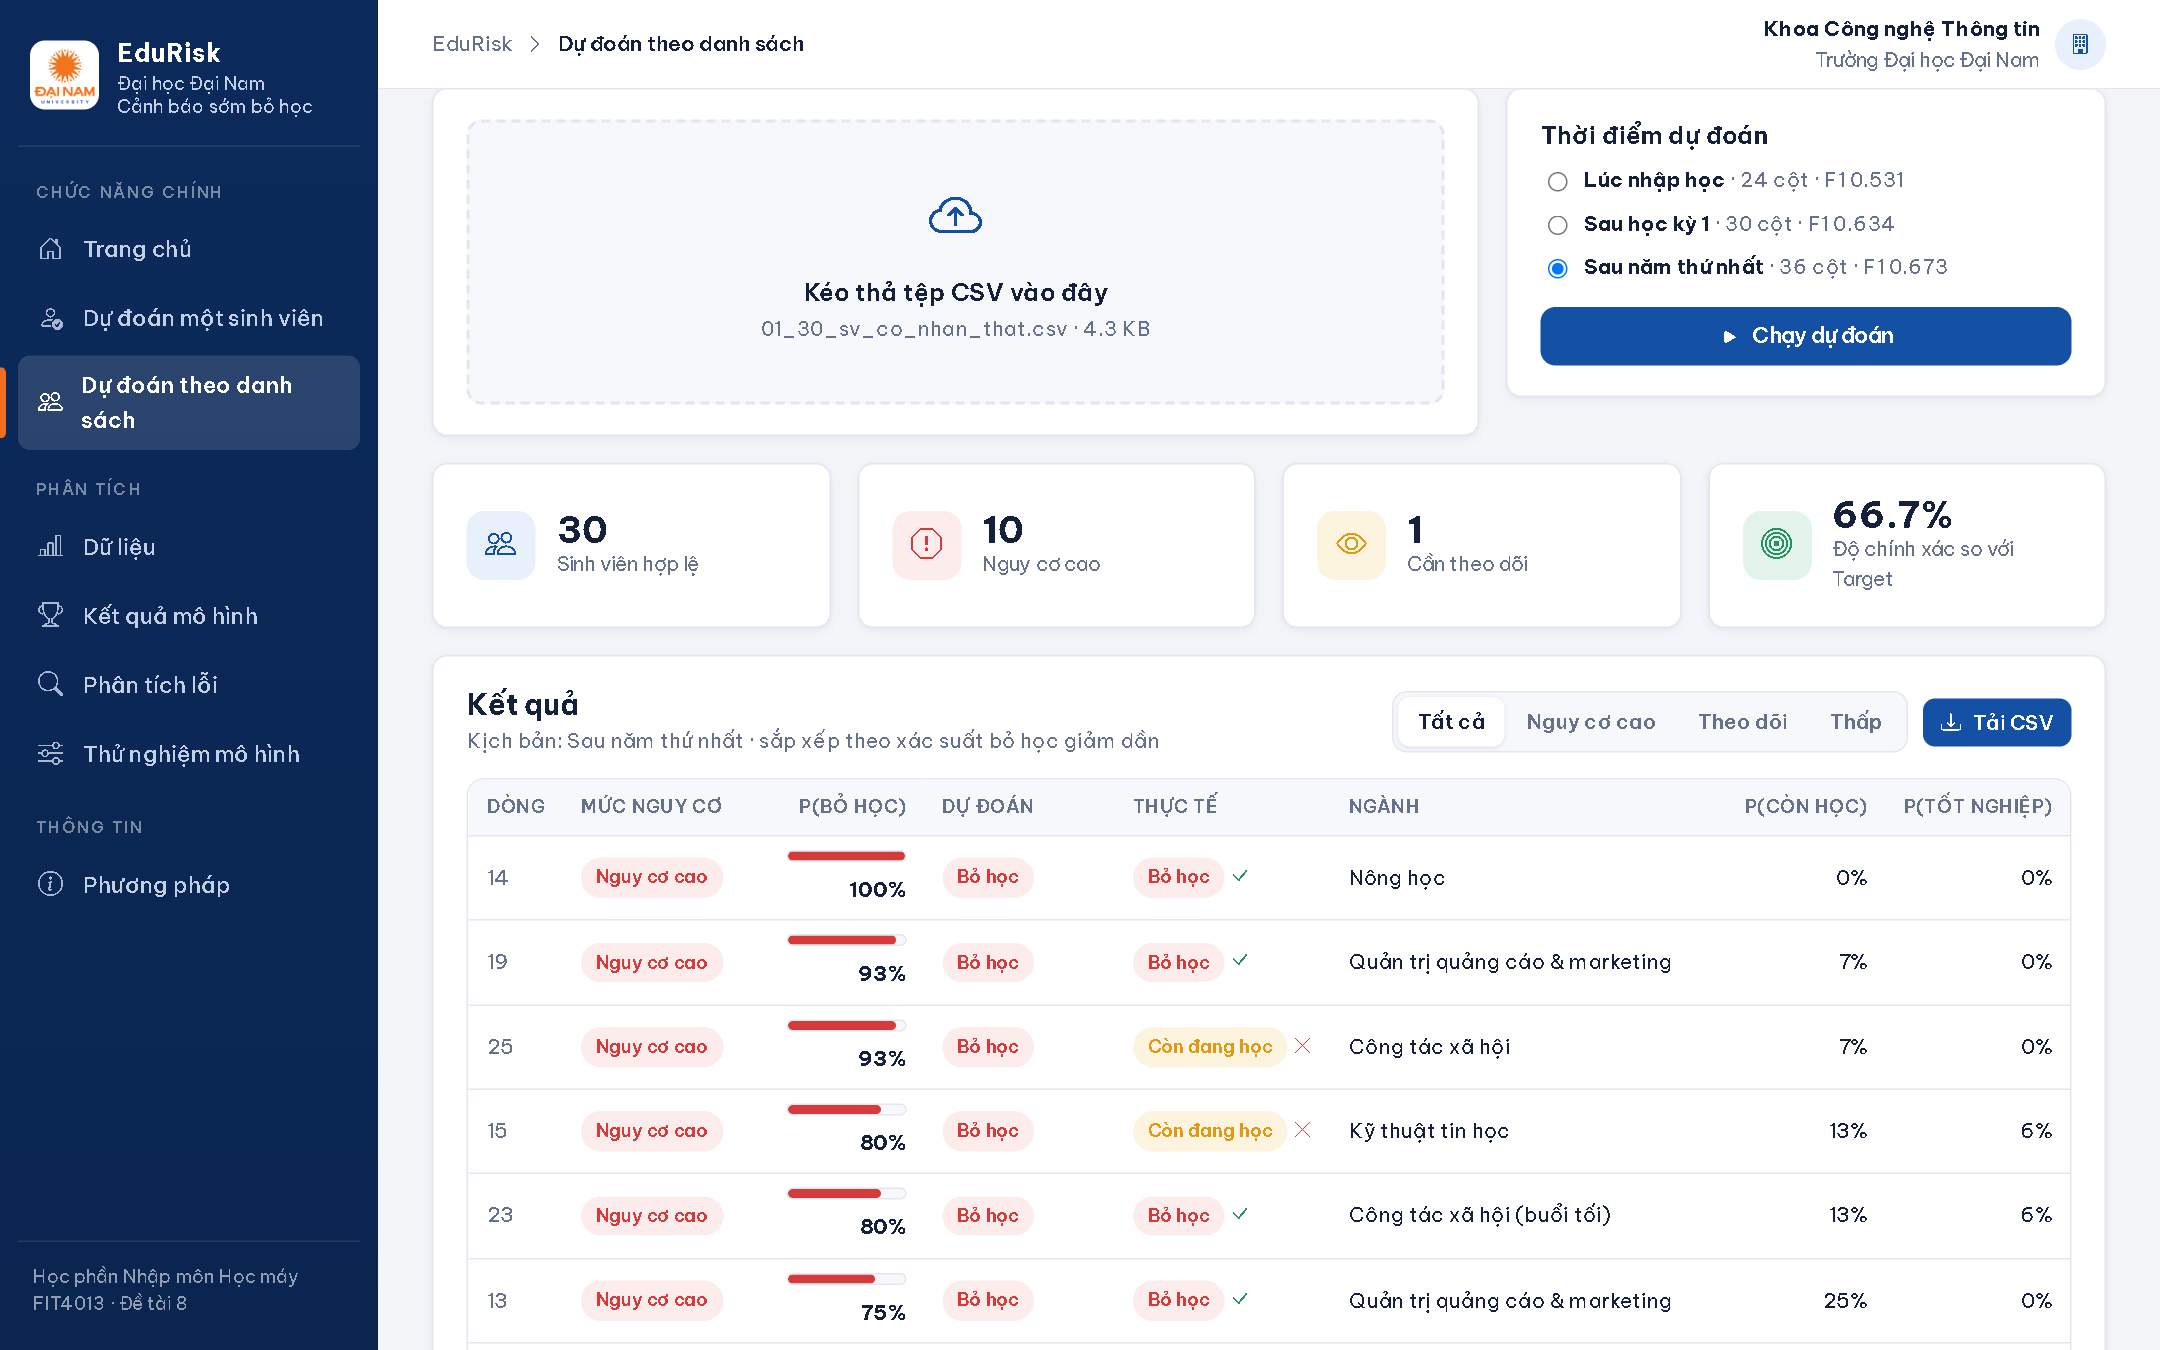 ĐẠI NAM
UNIVERSITY
EduRisk
Đại học Đại Nam
Cảnh báo sớm bỏ học
CHỨC NĂNG CHÍNH
Trang chủ
Dự đoán một sinh viên
Dự đoán theo danh
sách
PHÂN TÍCH
Dữ liệu
Kết quả mô hình
Phân tích lỗi
Thử nghiệm mô hình
THÔNG TIN
Phương pháp
Học phần Nhập môn Học máy
FIT4013 · Đề tài 8
EduRisk > Dự đoán theo danh sách
Khoa Công nghệ Thông tin
Trường Đại học Đại Nam
Kéo thả tệp CSV vào đây
01_30_sv_co_nhan_that.csv · 4.3 KB
Thời điểm dự đoán
Lúc nhập học · 24 cột · F1 0.531
Sau học kỳ 1 · 30 cột · F1 0.634
Sau năm thứ nhất · 36 cột · F1 0.673
Chạy dự đoán
30
Sinh viên hợp lệ
10
Nguy cơ cao
1
Cần theo dõi
66.7%
Độ chính xác so với
Target
Kết quả
Kịch bản: Sau năm thứ nhất · sắp xếp theo xác suất bỏ học giảm dần
Tất cả Nguy cơ cao Theo dõi Thấp Tải CSV
DÒNG MỨC NGUY CƠ P(BỎ HỌC) DỰ ĐOÁN THỰC TẾ NGÀNH P(CÒN HỌC) P(TỐT NGHIỆP)
14 Nguy cơ cao 100% Bỏ học Bỏ học Nông học 0% 0%
19 Nguy cơ cao 93% Bỏ học Bỏ học Quản trị quảng cáo & marketing 7% 0%
25 Nguy cơ cao 93% Bỏ học Còn đang học Công tác xã hội 7% 0%
15 Nguy cơ cao 80% Bỏ học Còn đang học Kỹ thuật tin học 13% 6%
23 Nguy cơ cao 80% Bỏ học Bỏ học Công tác xã hội (buổi tối) 13% 6%
13 Nguy cơ cao 75% Bỏ học Bỏ học Quản trị quảng cáo & marketing 25% 0%